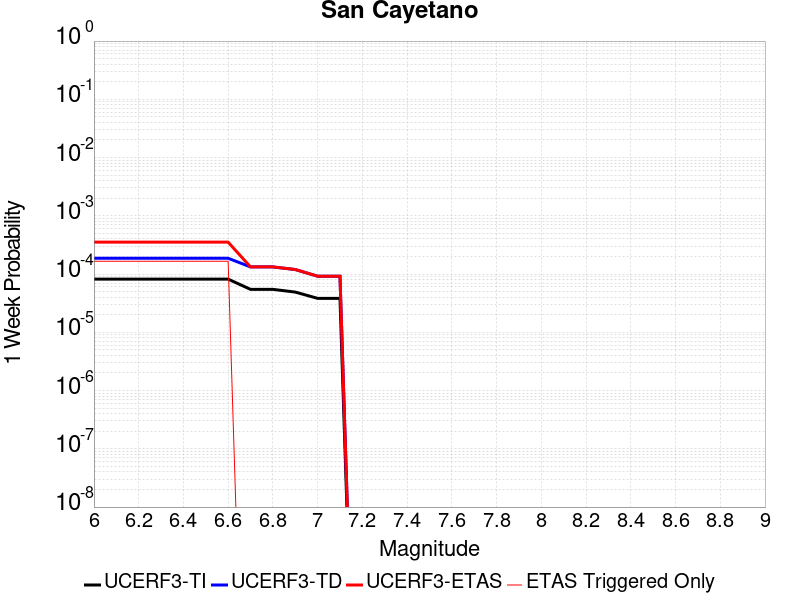 San Cayetano
10^0
10^-1
10^-2
10^-3
10^-4
10^-5
10^-6
10^-7
10^-8
1 Week Probability
6 6.2 6.4 6.6 6.8 7 7.2 7.4 7.6 7.8 8 8.2 8.4 8.6 8.8 9
Magnitude
UCERF3-TI UCERF3-TD UCERF3-ETAS ETAS Triggered Only